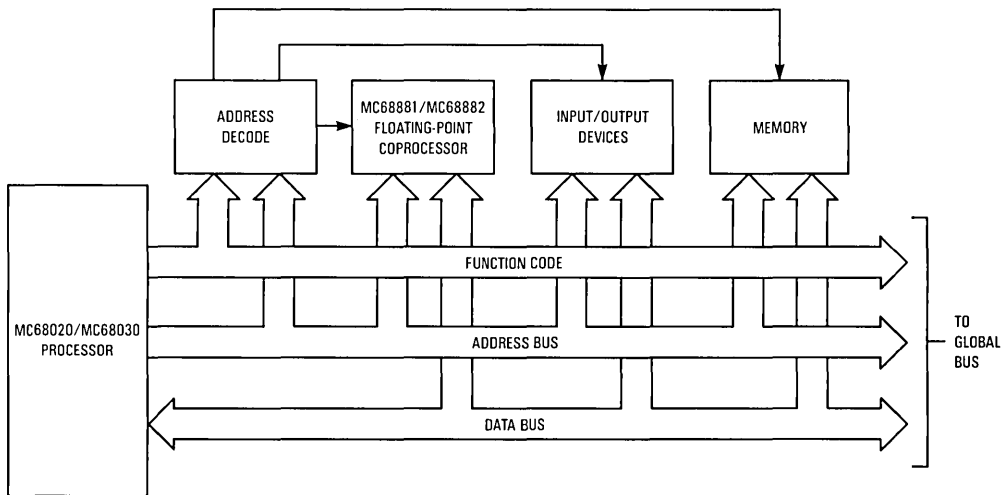 ADDRESS
DECODE
MC68881/MC68882
FLOATING-POINT
COPROCESSOR
INPUT/OUTPUT
DEVICES
MEMORY
MC68020/MC68030
PROCESSOR
FUNCTION CODE
ADDRESS BUS
DATA BUS
TO
GLOBAL
BUS